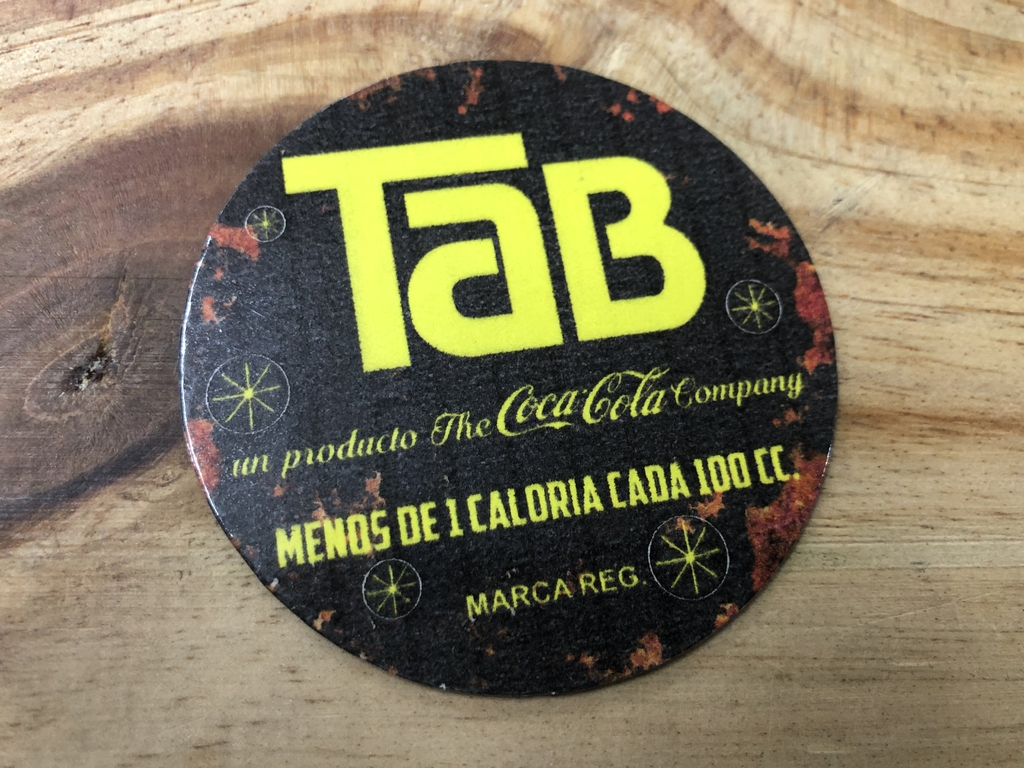 TaB
un producto The Coca-Cola Company
MENOS DE 1 CALORIA CADA 100 CC.
MARCA REG.